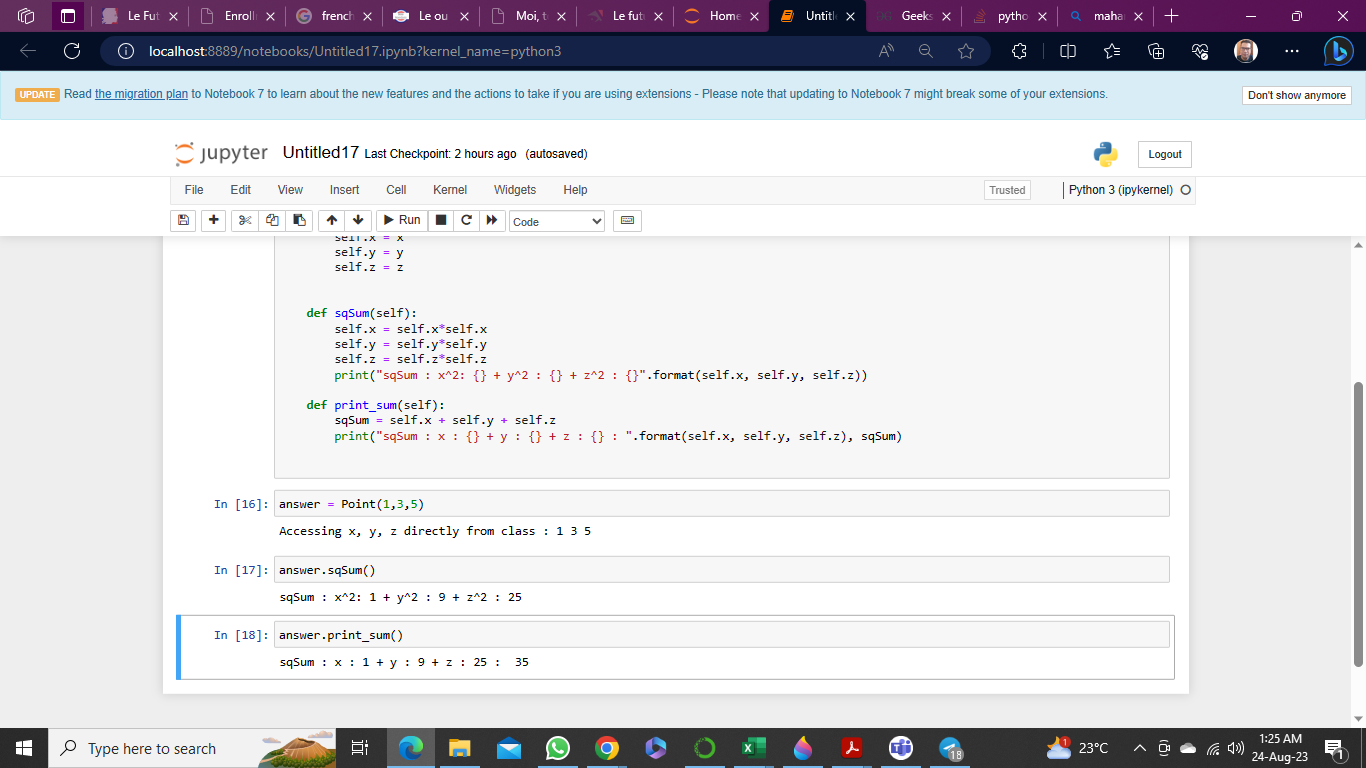 Le Fut
Enroll
french
Le ou
Moi, t
Le fut
Home
Untitl
Geeks
pytho
maha
localhost:8889/notebooks/Untitled17.ipynb?kernel_name=python3
UPDATE Read the migration plan to Notebook 7 to learn about the new features and the actions to take if you are using extensions - Please note that updating to Notebook 7 might break some of your extensions.
Don't show anymore
jupyter Untitled17 Last Checkpoint: 2 hours ago (autosaved)
Logout
File Edit View Insert Cell Kernel Widgets Help
Trusted
Python 3 (ipykernel)
Run
Code
self.x = x
self.y = y
self.z = z
def sqSum(self):
self.x = self.x*self.x
self.y = self.y*self.y
self.z = self.z*self.z
print("sqSum : x^2: {} + y^2 : {} + z^2 : {}".format(self.x, self.y, self.z))
def print_sum(self):
sqSum = self.x + self.y + self.z
print("sqSum : x : {} + y : {} + z : {} : ".format(self.x, self.y, self.z), sqSum)
In [16]: answer = Point(1,3,5)
Accessing x, y, z directly from class : 1 3 5
In [17]: answer.sqSum()
sqSum : x^2: 1 + y^2 : 9 + z^2 : 25
In [18]: answer.print_sum()
sqSum : x : 1 + y : 9 + z : 25 :  35
Type here to search
18
1
23°C
1:25 AM
24-Aug-23
1